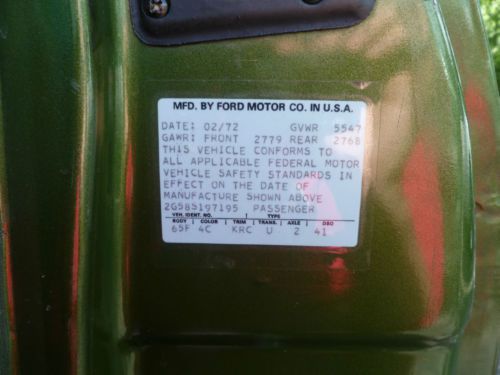 MFD. BY FORD MOTOR CO. IN U.S.A.
DATE: 02/72 GVWR 5547
GAWR: FRONT 2779 REAR 2768
THIS VEHICLE CONFORMS TO
ALL APPLICABLE FEDERAL MOTOR
VEHICLE SAFETY STANDARDS IN
EFFECT ON THE DATE OF
MANUFACTURE SHOWN ABOVE
2G58S197195 PASSENGER
VEH. IDENT. NO. TYPE
BODY COLOR TRIM TRANS. AXLE DSO
65F 4C KRC U 2 41